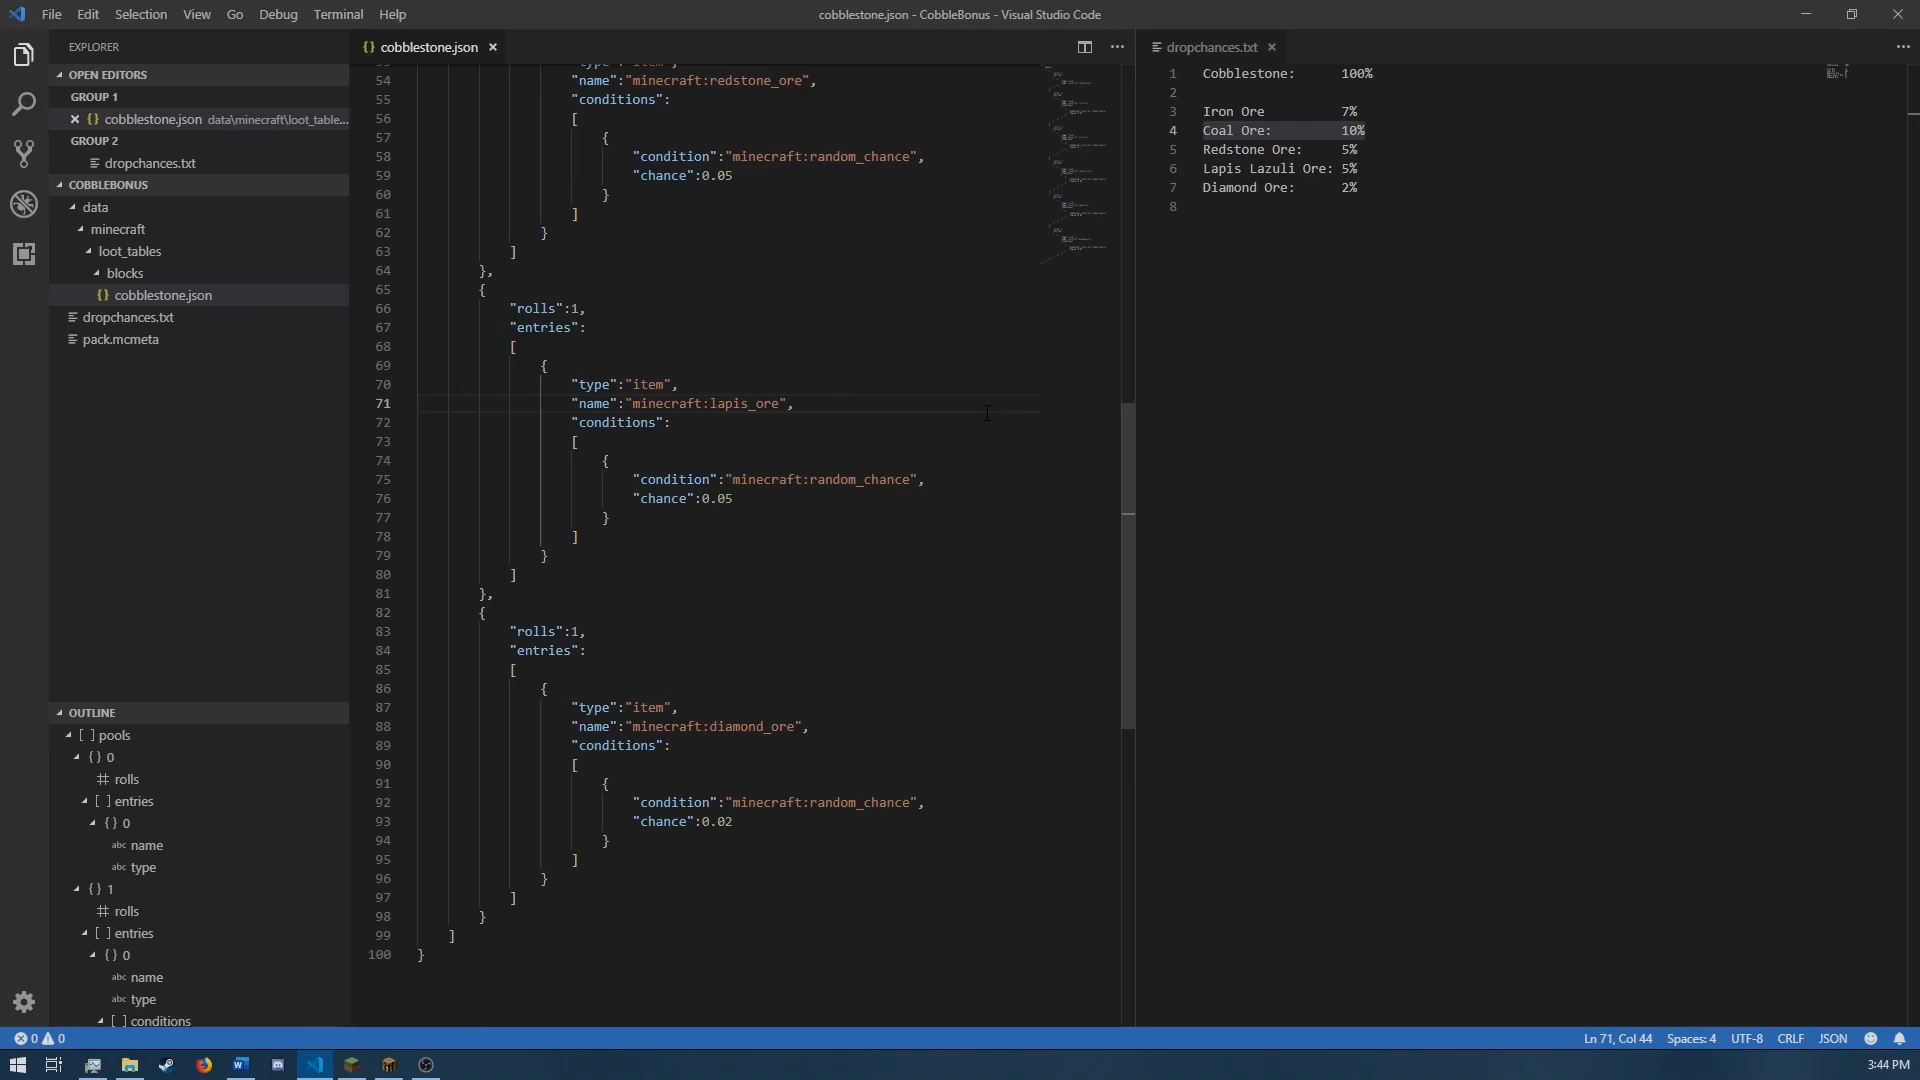 File Edit Selection View Go Debug Terminal Help
cobblestone.json - CobbleBonus - Visual Studio Code
EXPLORER
OPEN EDITORS
GROUP 1
cobblestone.json data\minecraft\loot_table...
GROUP 2
dropchances.txt
COBBLEBONUS
data
minecraft
loot_tables
blocks
{} cobblestone.json
dropchances.txt
pack.mcmeta
OUTLINE
[ ] pools
{ } 0
rolls
[ ] entries
{ } 0
abc name
abc type
{ } 1
rolls
[ ] entries
{ } 0
abc name
abc type
[ ] conditions
{} cobblestone.json
54 "name":"minecraft:redstone_ore",
55 "conditions":
56 [
57 {
58 "condition":"minecraft:random_chance",
59 "chance":0.05
60 }
61 ]
62 }
63 ]
64 },
65 {
66 "rolls":1,
67 "entries":
68 [
69 {
70 "type":"item",
71 "name":"minecraft:lapis_ore",
72 "conditions":
73 [
74 {
75 "condition":"minecraft:random_chance",
76 "chance":0.05
77 }
78 ]
79 }
80 ]
81 },
82 {
83 "rolls":1,
84 "entries":
85 [
86 {
87 "type":"item",
88 "name":"minecraft:diamond_ore",
89 "conditions":
90 [
91 {
92 "condition":"minecraft:random_chance",
93 "chance":0.02
94 }
95 ]
96 }
97 ]
98 }
99 ]
100 }
dropchances.txt
1 Cobblestone: 100%
2
3 Iron Ore 7%
4 Coal Ore: 10%
5 Redstone Ore: 5%
6 Lapis Lazuli Ore: 5%
7 Diamond Ore: 2%
8
0 0
Ln 71, Col 44 Spaces: 4 UTF-8 CRLF JSON
3:44 PM